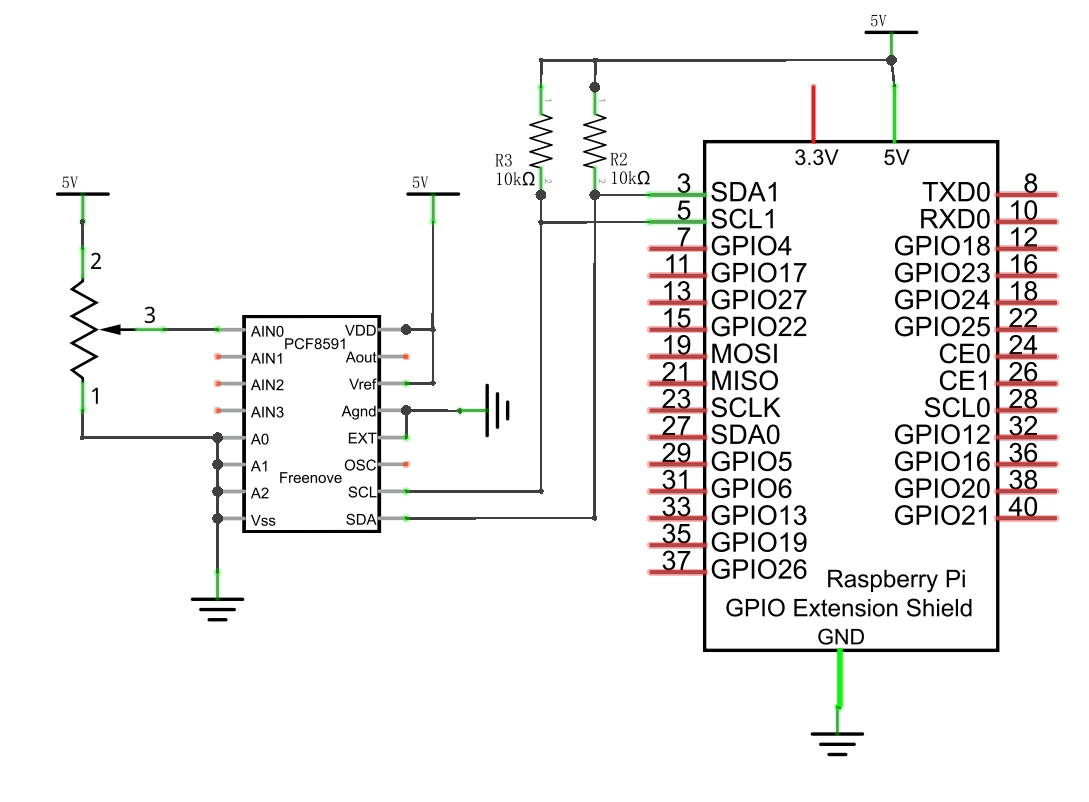 5V
R3
10kΩ
1
2
R2
10kΩ
1
2
3.3V
5V
5V
2
3
1
5V
PCF8591
AIN0
AIN1
AIN2
AIN3
A0
A1
A2
Vss
VDD
Aout
Vref
Agnd
EXT
OSC
SCL
SDA
Freenove
3 SDA1
5 SCL1
7 GPIO4
11 GPIO17
13 GPIO27
15 GPIO22
19 MOSI
21 MISO
23 SCLK
27 SDA0
29 GPIO5
31 GPIO6
33 GPIO13
35 GPIO19
37 GPIO26
TXD0 8
RXD0 10
GPIO18 12
GPIO23 16
GPIO24 18
GPIO25 22
CE0 24
CE1 26
SCL0 28
GPIO12 32
GPIO16 36
GPIO20 38
GPIO21 40
Raspberry Pi
GPIO Extension Shield
GND